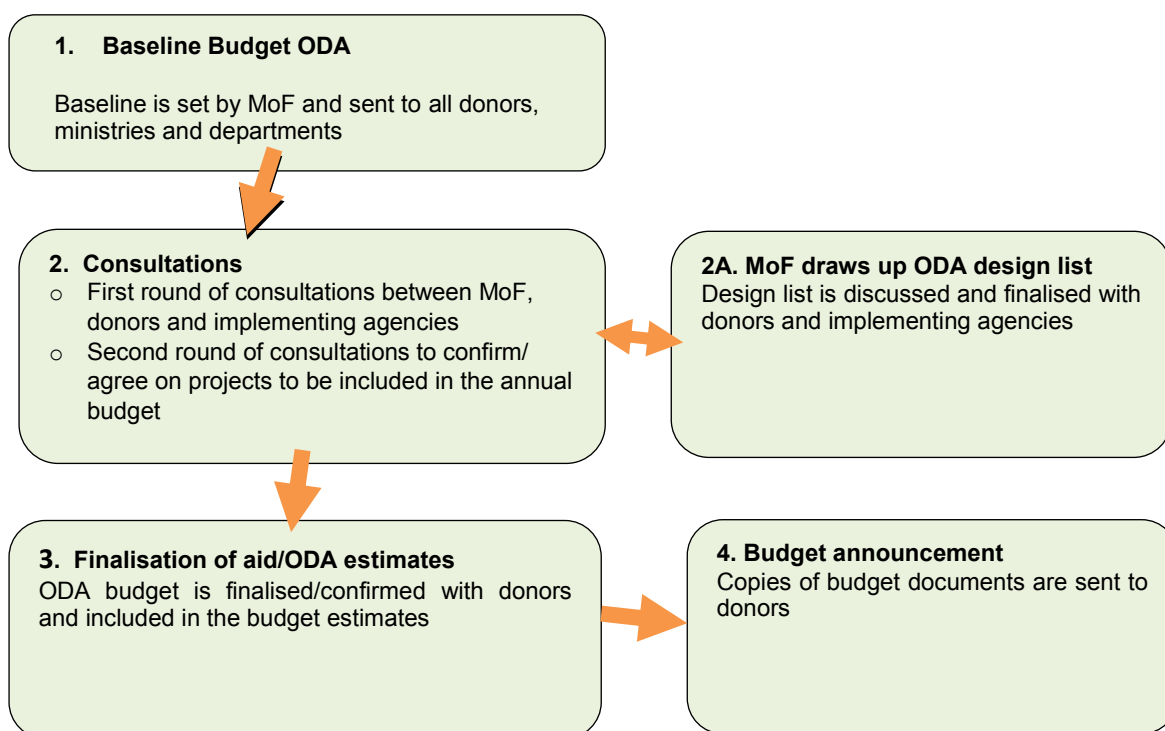 1. Baseline Budget ODA
Baseline is set by MoF and sent to all donors,
ministries and departments
2. Consultations
o First round of consultations between MoF,
donors and implementing agencies
o Second round of consultations to confirm/
agree on projects to be included in the annual
budget
2A. MoF draws up ODA design list
Design list is discussed and finalised with
donors and implementing agencies
3. Finalisation of aid/ODA estimates
ODA budget is finalised/confirmed with donors
and included in the budget estimates
4. Budget announcement
Copies of budget documents are sent to
donors